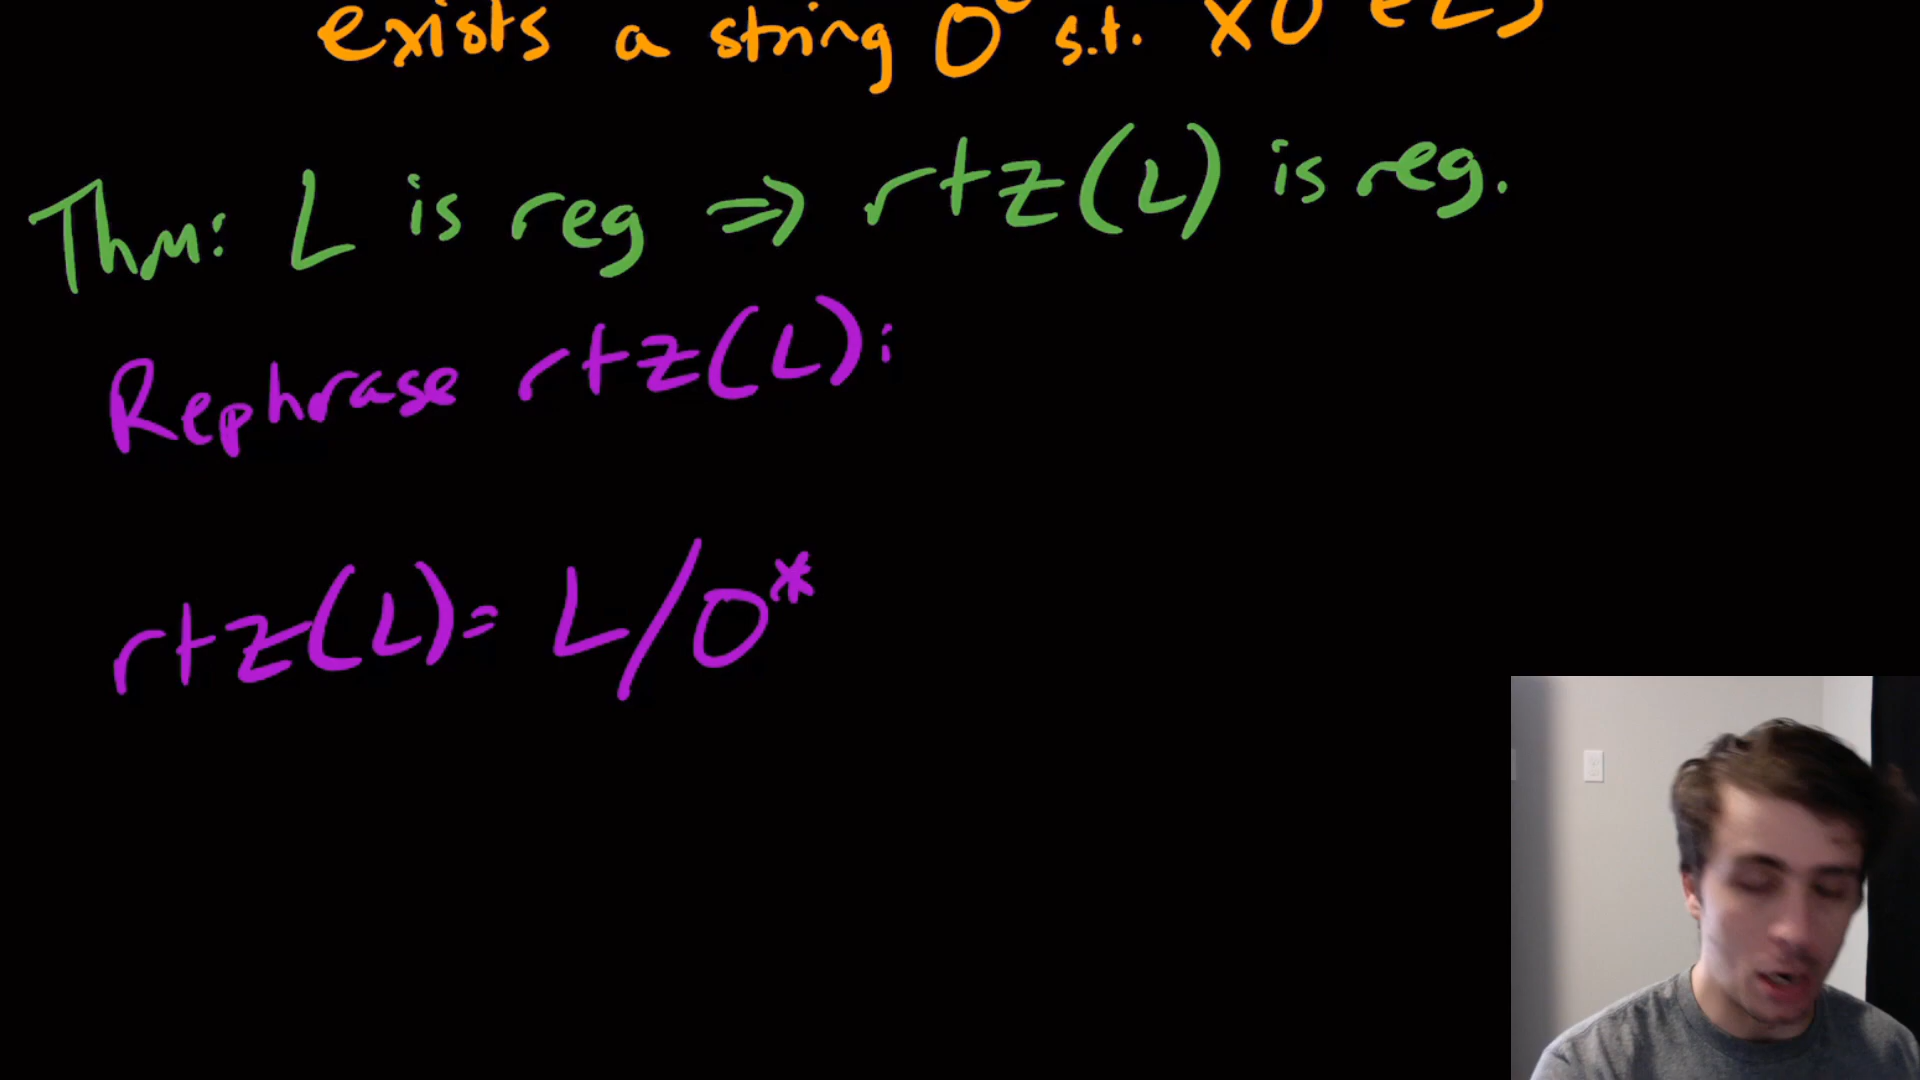 exists a string 0 s.t. x0 ∈ L}
Thm: L is reg ⇒ rtz(L) is reg.
Rephrase rtz(L):
rtz(L) = L/0*